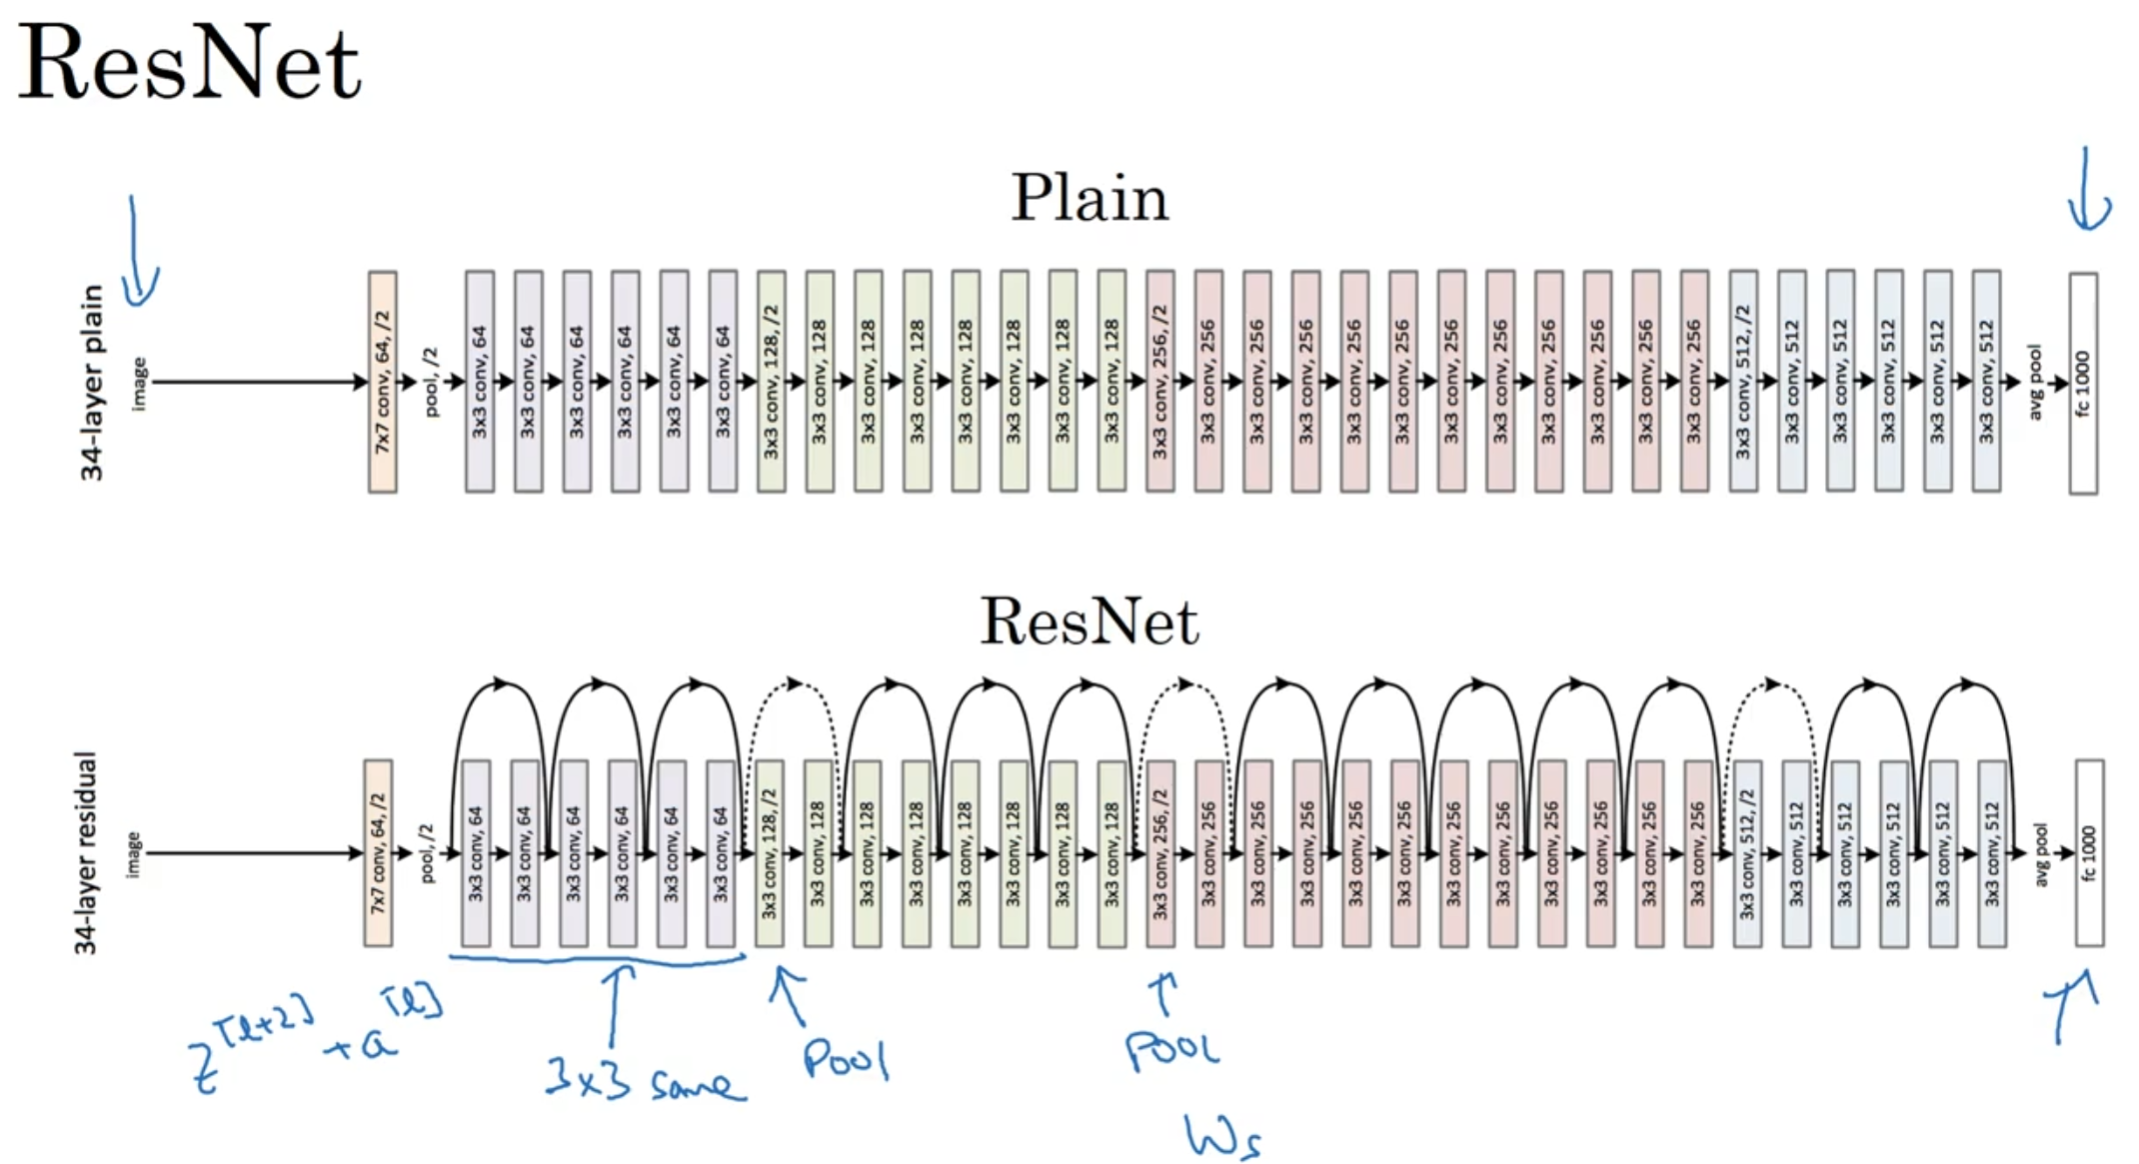 ResNet
Plain
34-layer plain
image
7x7 conv, 64, /2
pool, /2
3x3 conv, 64
3x3 conv, 64
3x3 conv, 64
3x3 conv, 64
3x3 conv, 64
3x3 conv, 64
3x3 conv, 128, /2
3x3 conv, 128
3x3 conv, 128
3x3 conv, 128
3x3 conv, 128
3x3 conv, 128
3x3 conv, 128
3x3 conv, 128
3x3 conv, 256, /2
3x3 conv, 256
3x3 conv, 256
3x3 conv, 256
3x3 conv, 256
3x3 conv, 256
3x3 conv, 256
3x3 conv, 256
3x3 conv, 256
3x3 conv, 256
3x3 conv, 256
3x3 conv, 256
3x3 conv, 512, /2
3x3 conv, 512
3x3 conv, 512
3x3 conv, 512
3x3 conv, 512
3x3 conv, 512
avg pool
fc 1000
ResNet
34-layer residual
image
7x7 conv, 64, /2
pool, /2
3x3 conv, 64
3x3 conv, 64
3x3 conv, 64
3x3 conv, 64
3x3 conv, 64
3x3 conv, 64
3x3 conv, 128, /2
3x3 conv, 128
3x3 conv, 128
3x3 conv, 128
3x3 conv, 128
3x3 conv, 128
3x3 conv, 128
3x3 conv, 128
3x3 conv, 256, /2
3x3 conv, 256
3x3 conv, 256
3x3 conv, 256
3x3 conv, 256
3x3 conv, 256
3x3 conv, 256
3x3 conv, 256
3x3 conv, 256
3x3 conv, 256
3x3 conv, 256
3x3 conv, 256
3x3 conv, 512, /2
3x3 conv, 512
3x3 conv, 512
3x3 conv, 512
3x3 conv, 512
3x3 conv, 512
avg pool
fc 1000
z^[l+2] + a^[l]
3x3 same
Pool
Pool
Ws